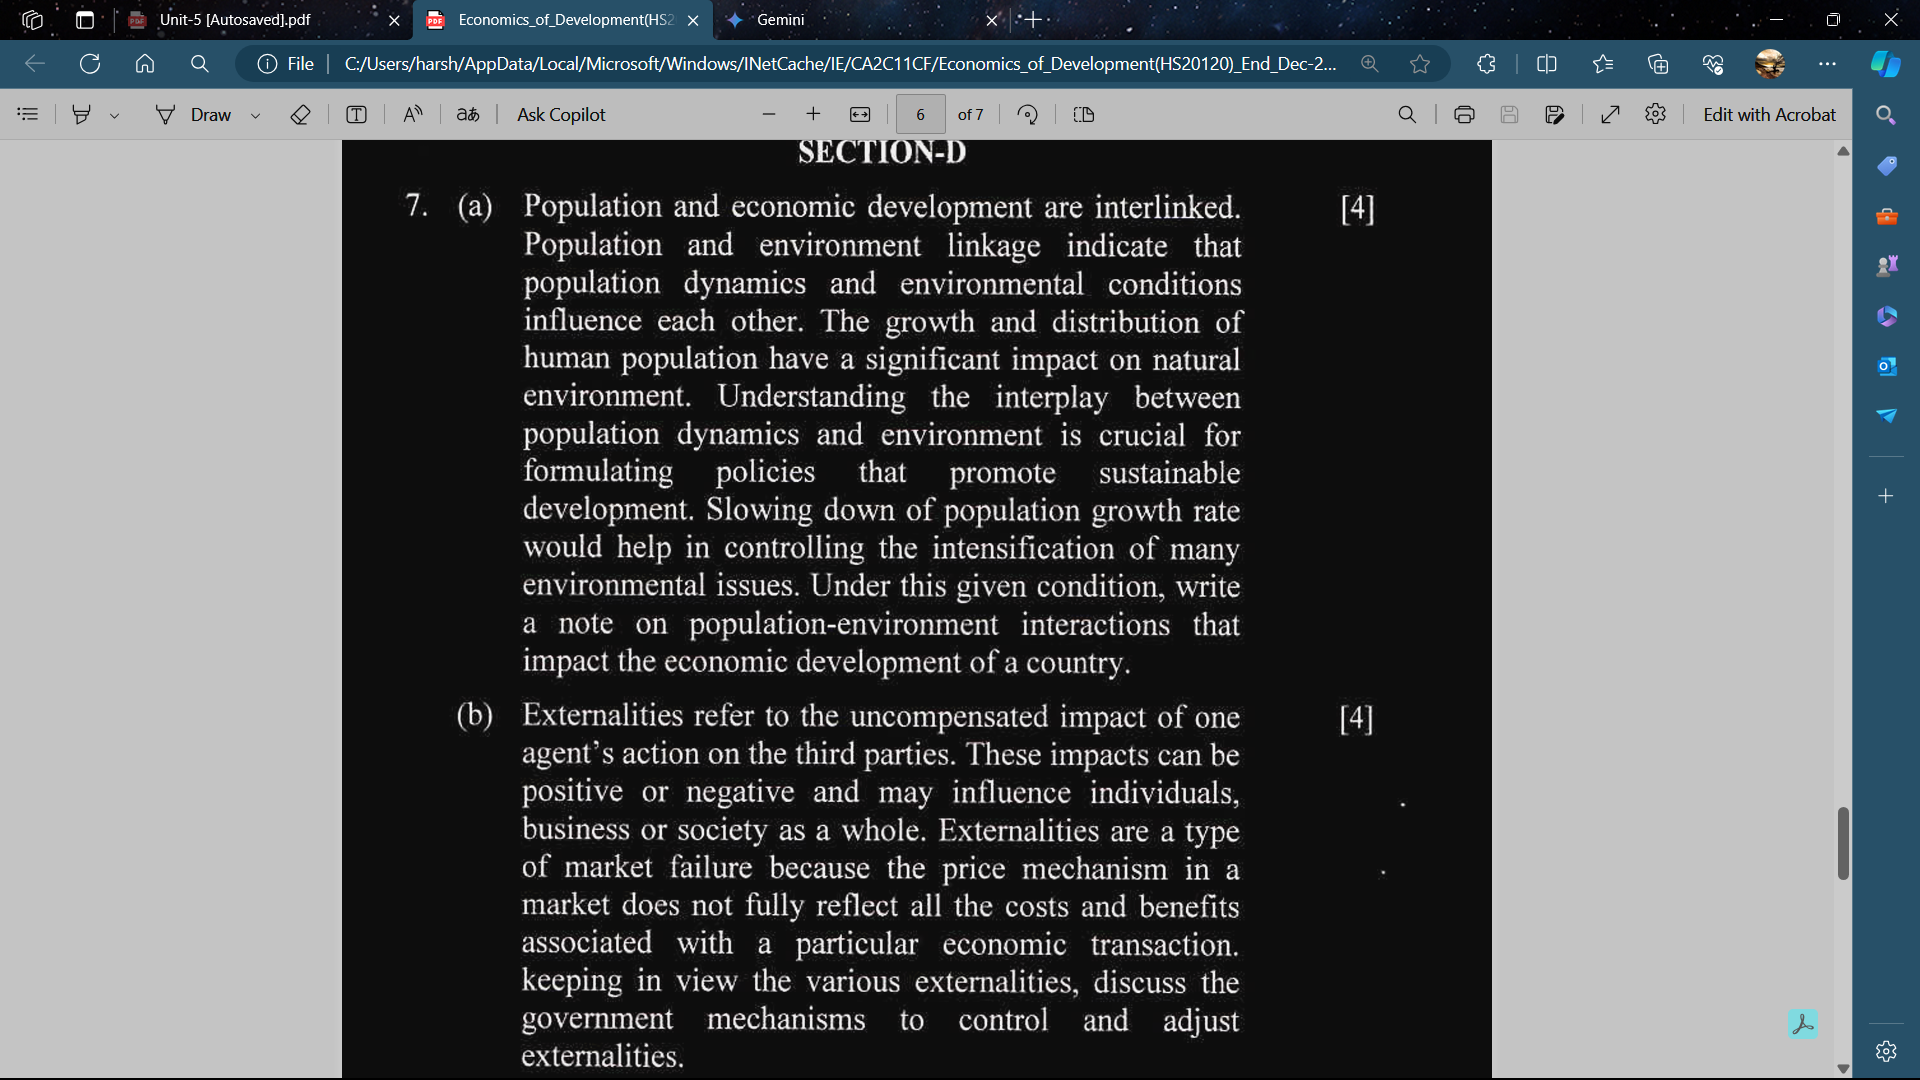 Unit-5 [Autosaved].pdf
Economics_of_Development(HS2
Gemini
File
C:/Users/harsh/AppData/Local/Microsoft/Windows/INetCache/IE/CA2C11CF/Economics_of_Development(HS20120)_End_Dec-2...
Draw
Ask Copilot
6 of 7
Edit with Acrobat
SECTION-D
7. (a) Population and economic development are interlinked. [4]
Population and environment linkage indicate that
population dynamics and environmental conditions
influence each other. The growth and distribution of
human population have a significant impact on natural
environment. Understanding the interplay between
population dynamics and environment is crucial for
formulating policies that promote sustainable
development. Slowing down of population growth rate
would help in controlling the intensification of many
environmental issues. Under this given condition, write
a note on population-environment interactions that
impact the economic development of a country.
(b) Externalities refer to the uncompensated impact of one [4]
agent's action on the third parties. These impacts can be
positive or negative and may influence individuals,
business or society as a whole. Externalities are a type
of market failure because the price mechanism in a
market does not fully reflect all the costs and benefits
associated with a particular economic transaction.
keeping in view the various externalities, discuss the
government mechanisms to control and adjust
externalities.